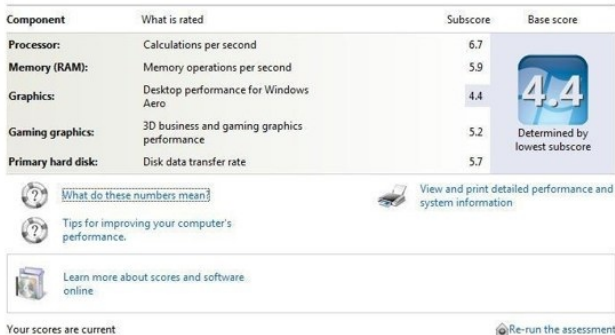 Component What is rated Subscore Base score
Processor: Calculations per second 6.7
Memory (RAM): Memory operations per second 5.9
Graphics: Desktop performance for Windows
Aero 4.4
Gaming graphics: 3D business and gaming graphics
performance 5.2
Primary hard disk: Disk data transfer rate 5.7
4.4
Determined by
lowest subscore
What do these numbers mean?
View and print detailed performance and
system information
Tips for improving your computer's
performance.
Learn more about scores and software
online
Your scores are current
Re-run the assessment